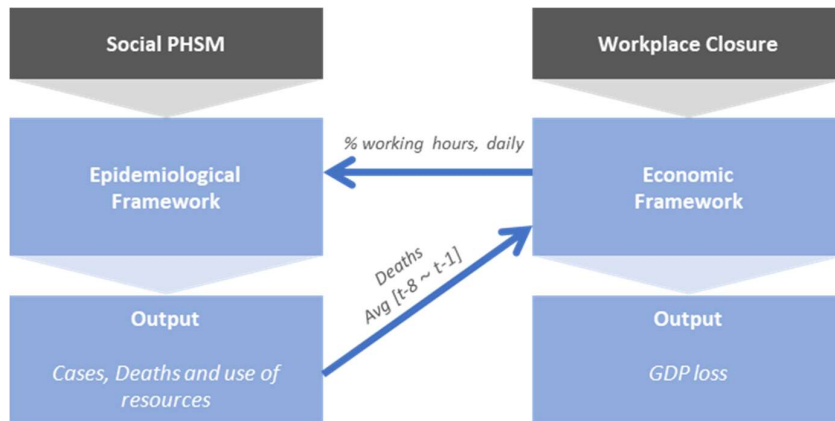 Social PHSM
Workplace Closure
% working hours, daily
Epidemiological
Framework
Economic
Framework
Deaths
Avg [t-8 ~ t-1]
Output
Cases, Deaths and use of
resources
Output
GDP loss